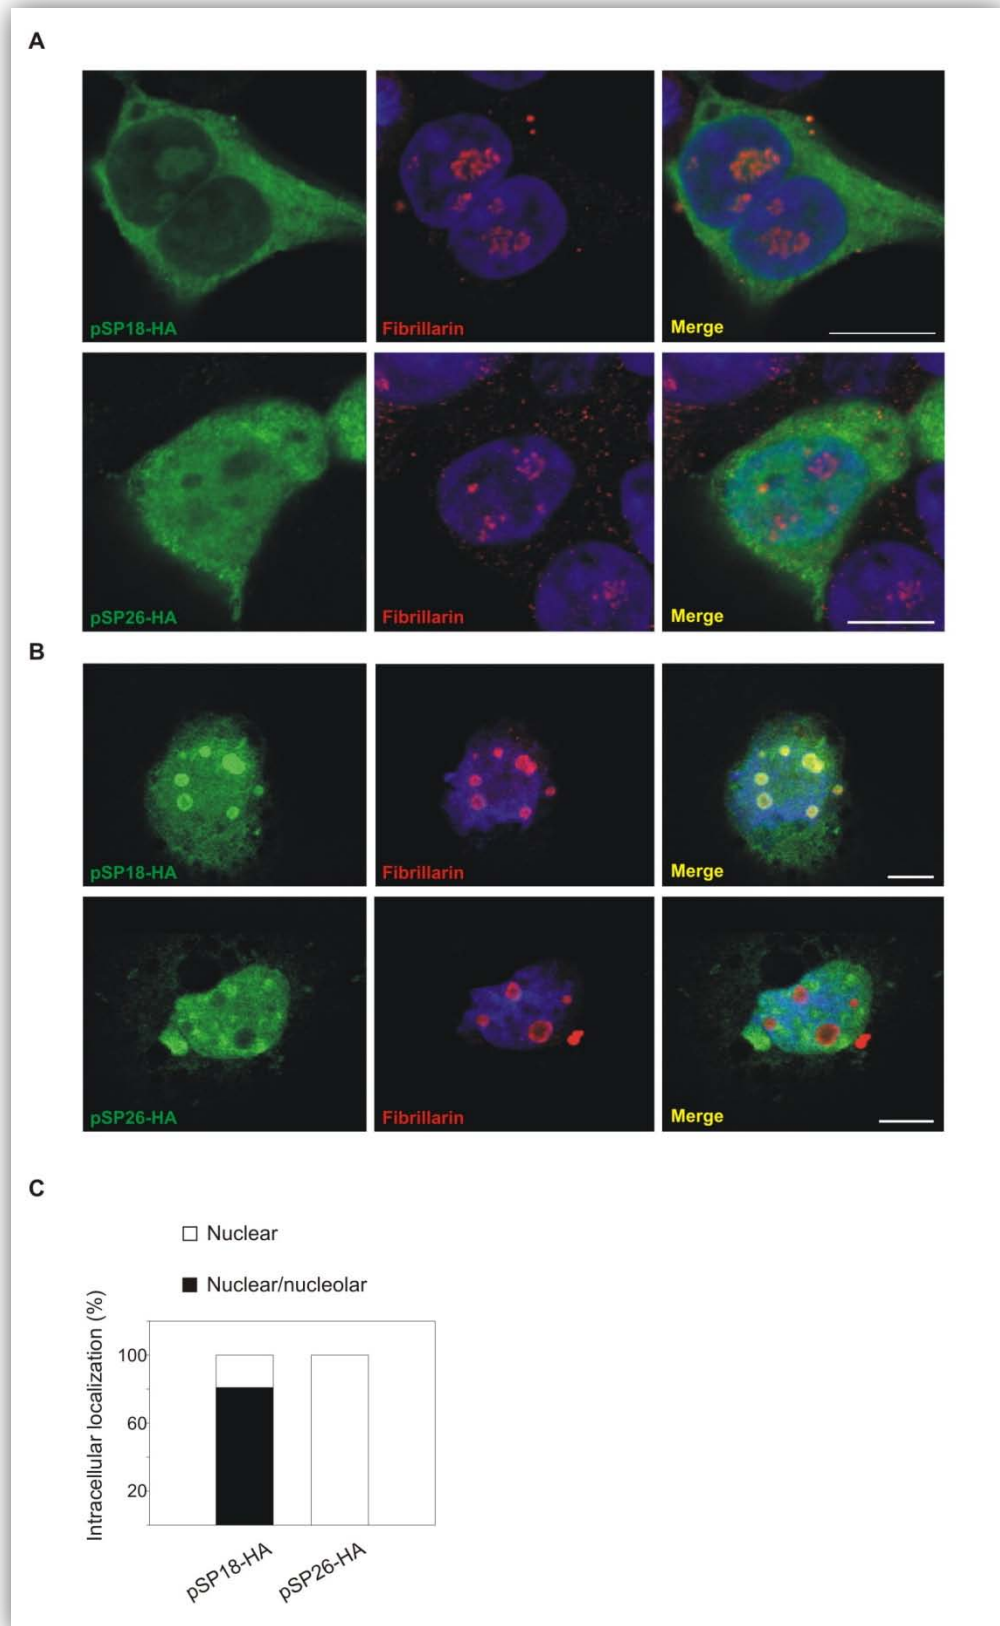 A
pSP18-HA
Fibrillarin
Merge
pSP26-HA
Fibrillarin
Merge
B
pSP18-HA
Fibrillarin
Merge
pSP26-HA
Fibrillarin
Merge
C
Nuclear
Nuclear/nucleolar
Intracellular localization (%)
100
60
20
pSP18-HA
pSP26-HA